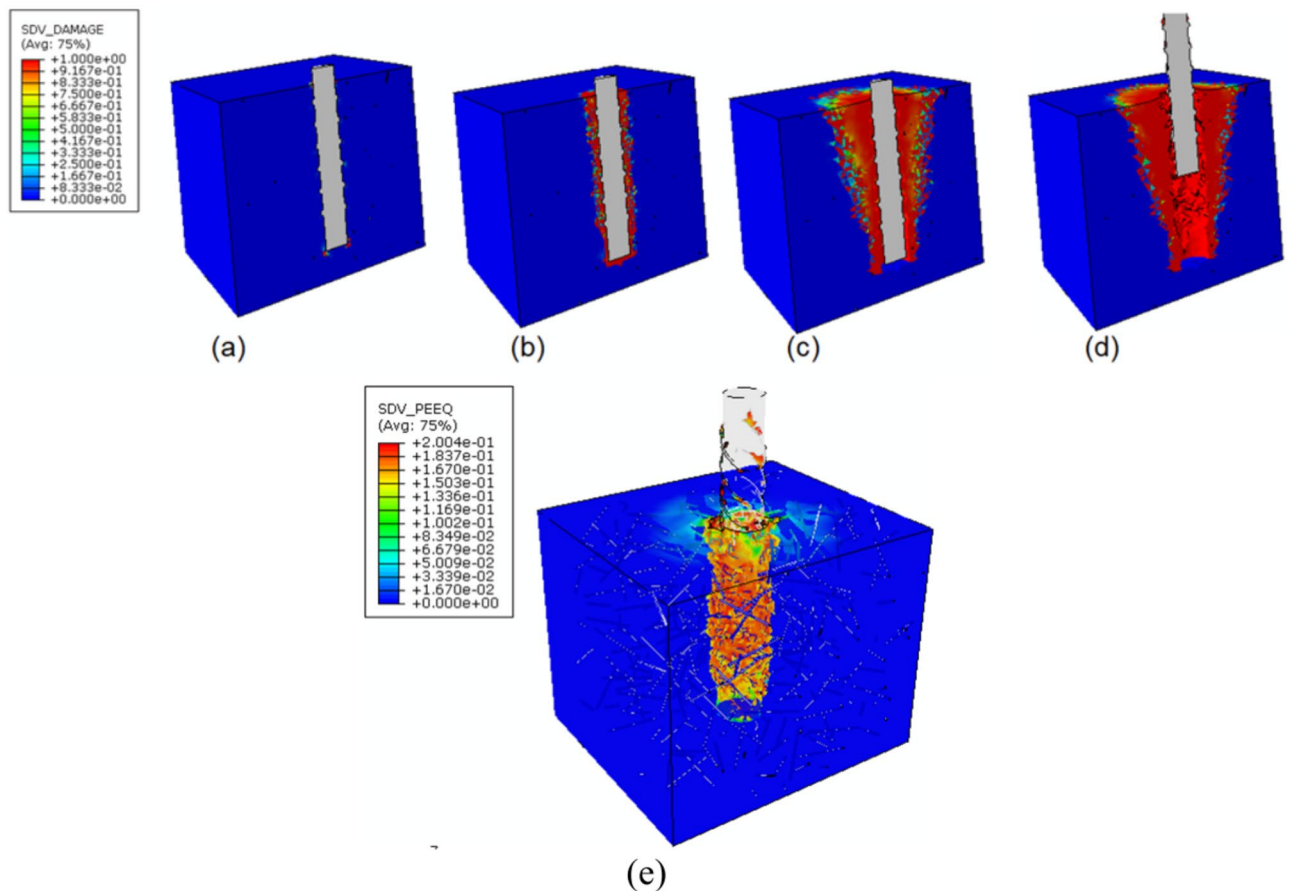 SDV_DAMAGE
(Avg: 75%)
+1.000e+00
+9.167e-01
+8.333e-01
+7.500e-01
+6.667e-01
+5.833e-01
+5.000e-01
+4.167e-01
+3.333e-01
+2.500e-01
+1.667e-01
+8.333e-02
+0.000e+00
(a)
(b)
(c)
(d)
SDV_PEEQ
(Avg: 75%)
+2.004e-01
+1.837e-01
+1.670e-01
+1.503e-01
+1.336e-01
+1.169e-01
+1.002e-01
+8.349e-02
+6.679e-02
+5.009e-02
+3.339e-02
+1.670e-02
+0.000e+00
(e)